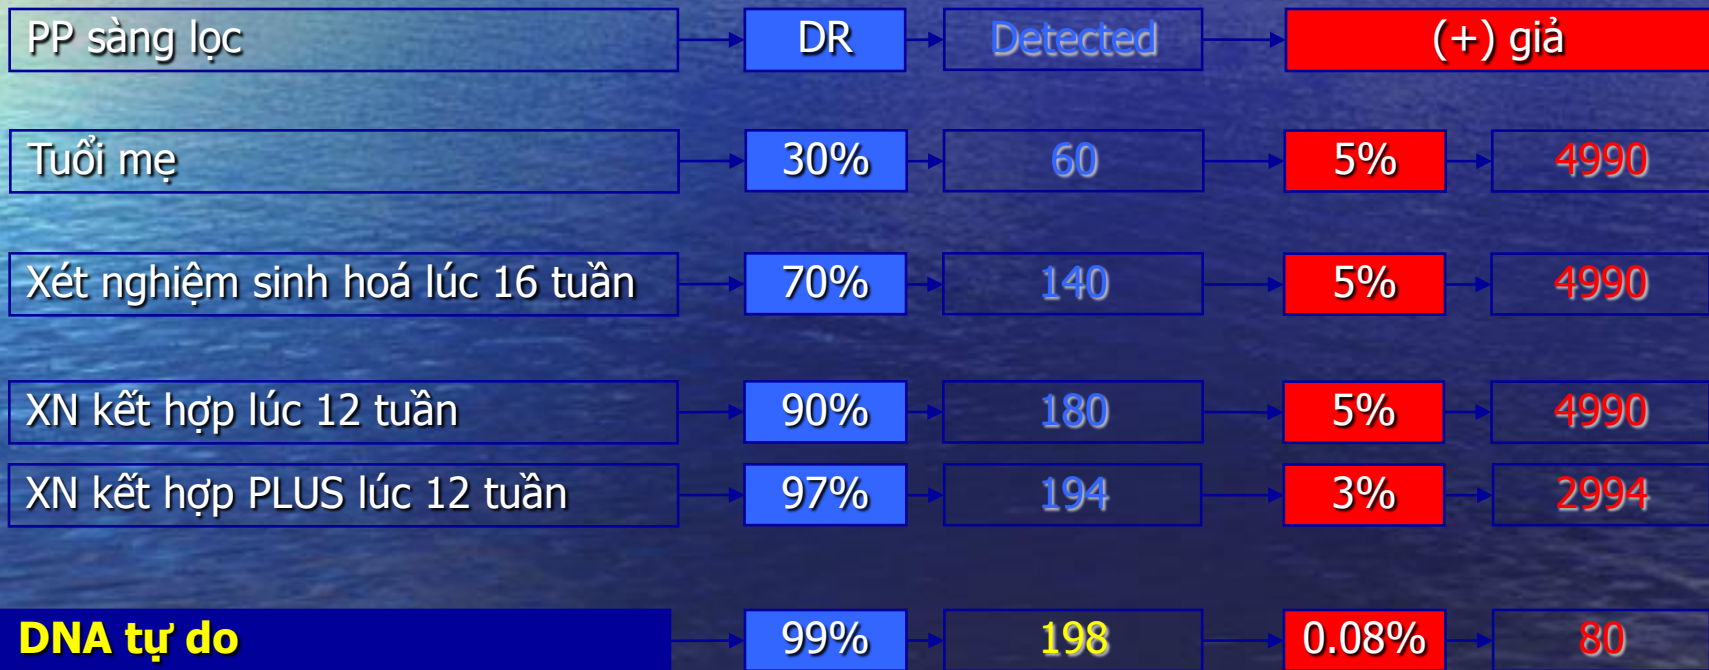 PP sàng lọc DR Detected (+) giả
Tuổi mẹ 30% 60 5% 4990
Xét nghiệm sinh hoá lúc 16 tuần 70% 140 5% 4990
XN kết hợp lúc 12 tuần 90% 180 5% 4990
XN kết hợp PLUS lúc 12 tuần 97% 194 3% 2994
DNA tự do 99% 198 0.08% 80